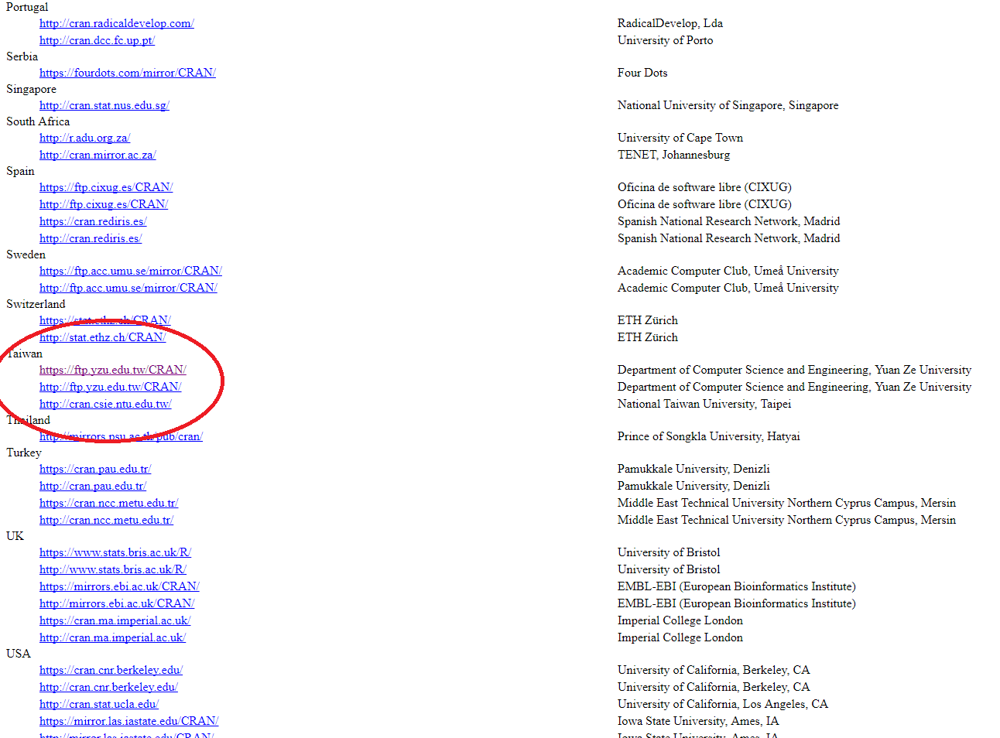 Portugal
http://cran.radicaldevelop.com/ RadicalDevelop, Lda
http://cran.dcc.fc.up.pt/ University of Porto
Serbia
https://fourdots.com/mirror/CRAN/ Four Dots
Singapore
http://cran.stat.nus.edu.sg/ National University of Singapore, Singapore
South Africa
http://r.adu.org.za/ University of Cape Town
http://cran.mirror.ac.za/ TENET, Johannesburg
Spain
https://ftp.cixug.es/CRAN/ Oficina de software libre (CIXUG)
http://ftp.cixug.es/CRAN/ Oficina de software libre (CIXUG)
https://cran.rediris.es/ Spanish National Research Network, Madrid
http://cran.rediris.es/ Spanish National Research Network, Madrid
Sweden
https://ftp.acc.umu.se/mirror/CRAN/ Academic Computer Club, Umeå University
http://ftp.acc.umu.se/mirror/CRAN/ Academic Computer Club, Umeå University
Switzerland
https://stat.ethz.ch/CRAN/ ETH Zürich
http://stat.ethz.ch/CRAN/ ETH Zürich
Taiwan
https://ftp.yzu.edu.tw/CRAN/ Department of Computer Science and Engineering, Yuan Ze University
http://ftp.yzu.edu.tw/CRAN/ Department of Computer Science and Engineering, Yuan Ze University
http://cran.csie.ntu.edu.tw/ National Taiwan University, Taipei
Thailand
http://mirrors.psu.ac.th/pub/cran/ Prince of Songkla University, Hatyai
Turkey
https://cran.pau.edu.tr/ Pamukkale University, Denizli
http://cran.pau.edu.tr/ Pamukkale University, Denizli
https://cran.ncc.metu.edu.tr/ Middle East Technical University Northern Cyprus Campus, Mersin
http://cran.ncc.metu.edu.tr/ Middle East Technical University Northern Cyprus Campus, Mersin
UK
https://www.stats.bris.ac.uk/R/ University of Bristol
http://www.stats.bris.ac.uk/R/ University of Bristol
https://mirrors.ebi.ac.uk/CRAN/ EMBL-EBI (European Bioinformatics Institute)
http://mirrors.ebi.ac.uk/CRAN/ EMBL-EBI (European Bioinformatics Institute)
https://cran.ma.imperial.ac.uk/ Imperial College London
http://cran.ma.imperial.ac.uk/ Imperial College London
USA
https://cran.cnr.berkeley.edu/ University of California, Berkeley, CA
http://cran.cnr.berkeley.edu/ University of California, Berkeley, CA
http://cran.stat.ucla.edu/ University of California, Los Angeles, CA
https://mirror.las.iastate.edu/CRAN/ Iowa State University, Ames, IA
http://mirror.las.iastate.edu/CRAN/ Iowa State University, Ames, IA